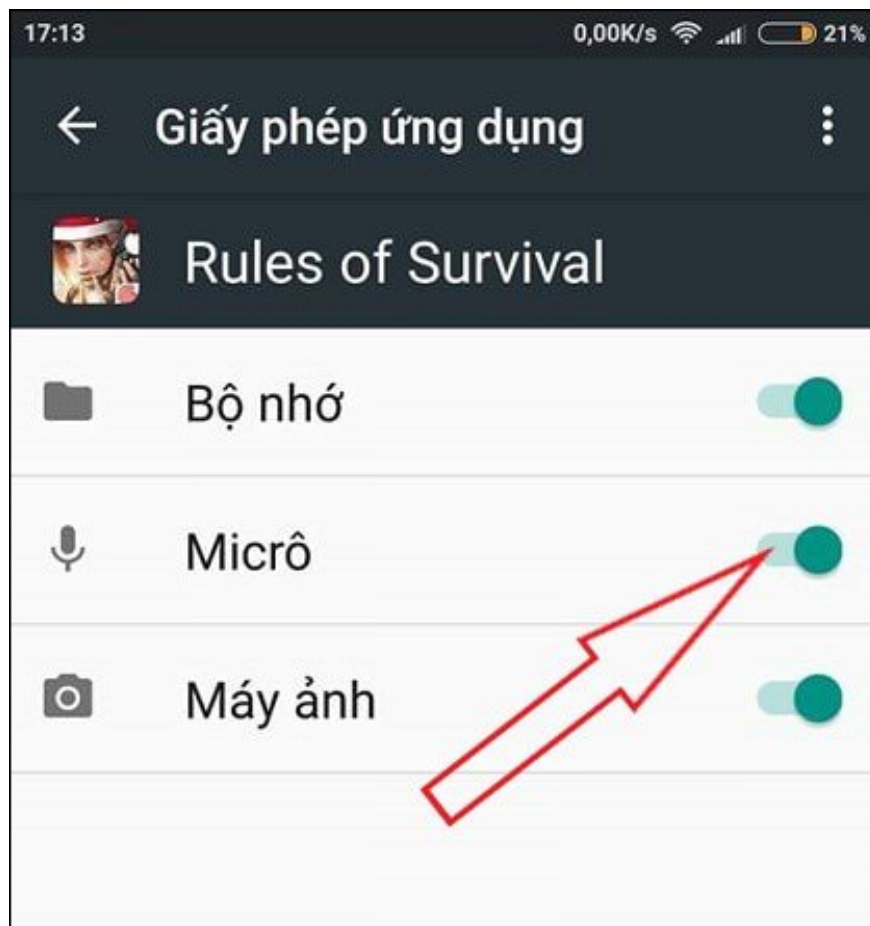 17:13 0,00K/s 21%
Giấy phép ứng dụng
Rules of Survival
Bộ nhớ
Micrô
Máy ảnh